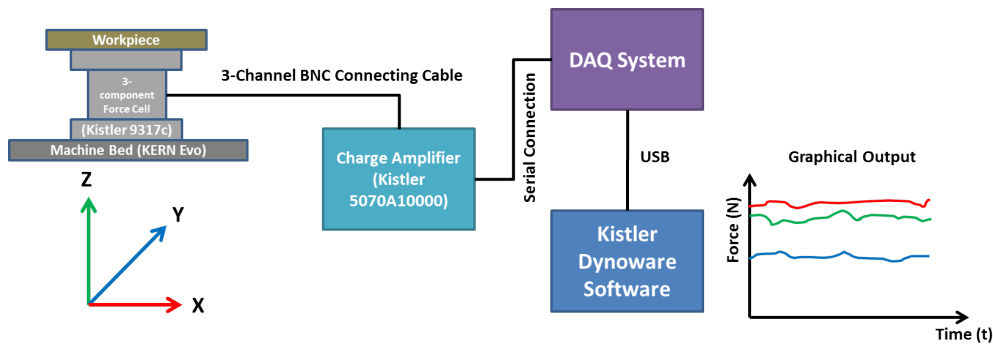 Workpiece
3-
component
Force Cell
(Kistler 9317c)
Machine Bed (KERN Evo)
3-Channel BNC Connecting Cable
Charge Amplifier
(Kistler
5070A10000)
Serial Connection
DAQ System
USB
Kistler
Dynoware
Software
Graphical Output
Force (N)
Time (t)
Z
Y
X